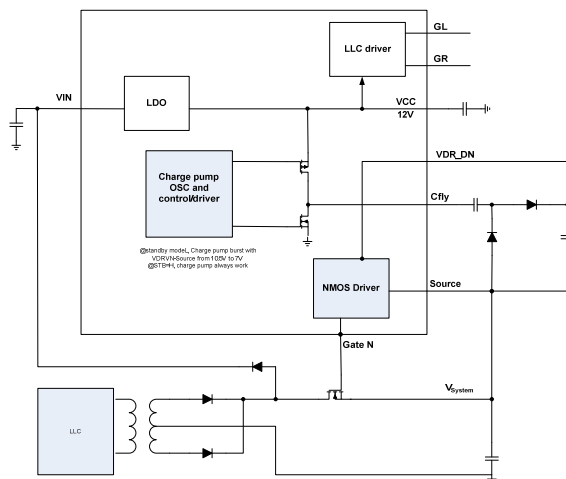 GL
LLC driver
GR
VIN
LDO
VCC
12V
VDR_DN
Charge pump
OSC and
control/driver
Cfly
@standby modeL, Charge pump burst with
VDRVN-Source from 10.5V to 7V
@STB=H, charge pump always work
NMOS Driver
Source
Gate N
VSystem
LLC